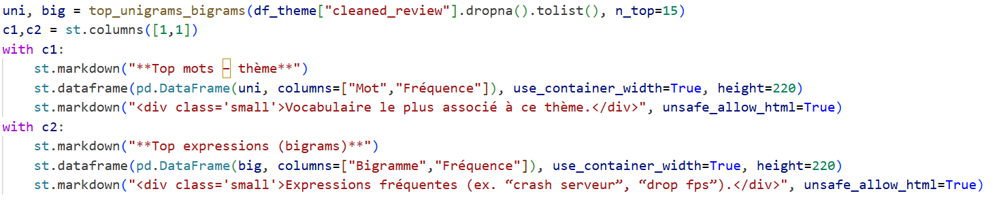 uni, big = top_unigrams_bigrams(df_theme["cleaned_review"].dropna().tolist(), n_top=15)
c1,c2 = st.columns([1,1])
with c1:
    st.markdown("**Top mots – thème**")
    st.dataframe(pd.DataFrame(uni, columns=["Mot","Fréquence"]), use_container_width=True, height=220)
    st.markdown("<div class='small'>Vocabulaire le plus associé à ce thème.</div>", unsafe_allow_html=True)
with c2:
    st.markdown("**Top expressions (bigrams)**")
    st.dataframe(pd.DataFrame(big, columns=["Bigramme","Fréquence"]), use_container_width=True, height=220)
    st.markdown("<div class='small'>Expressions fréquentes (ex. “crash serveur”, “drop fps”).</div>", unsafe_allow_html=True)